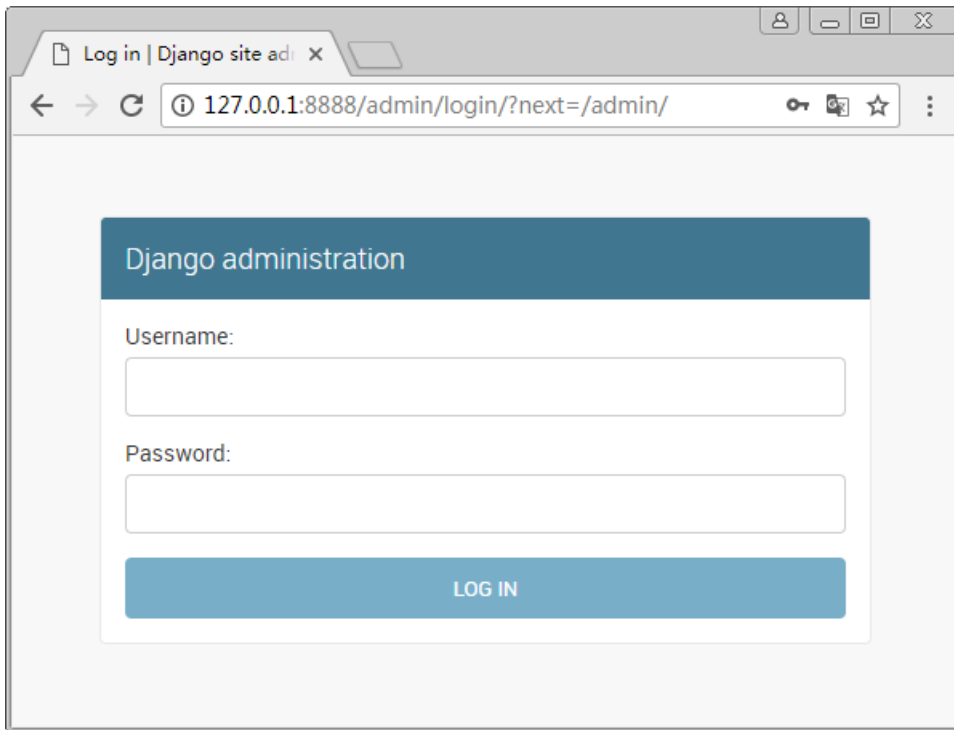 Log in | Django site adr
127.0.0.1:8888/admin/login/?next=/admin/
Django administration
Username:
Password:
LOG IN